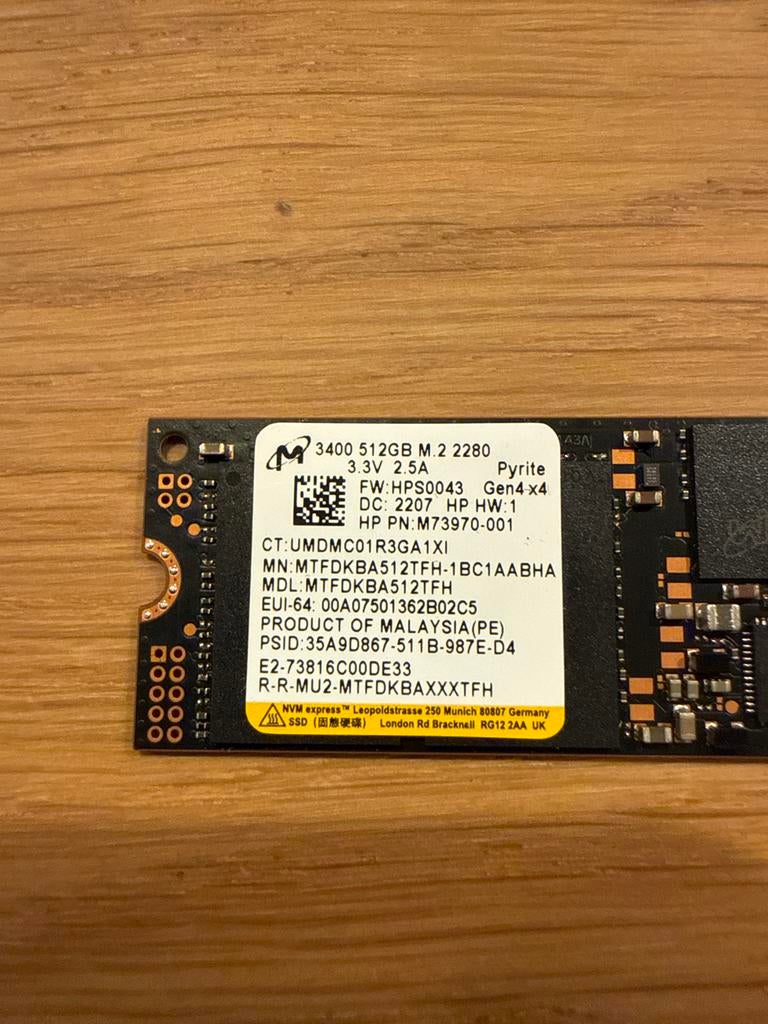 3400 512GB M.2 2280
3.3V 2.5A Pyrite
FW:HPS0043 Gen4 x4
DC: 2207 HP HW:1
HP PN:M73970-001
CT:UMDMC01R3GA1XI
MN:MTFDKBA512TFH-1BC1AABHA
MDL:MTFDKBA512TFH
EUI-64: 00A07501362B02C5
PRODUCT OF MALAYSIA(PE)
PSID:35A9D867-511B-987E-D4
E2-73816C00DE33
R-R-MU2-MTFDKBAXXXTFH
NVM express™ Leopoldstrasse 250 Munich 80807 Germany
SSD (固態硬碟) London Rd Bracknell RG12 2AA UK